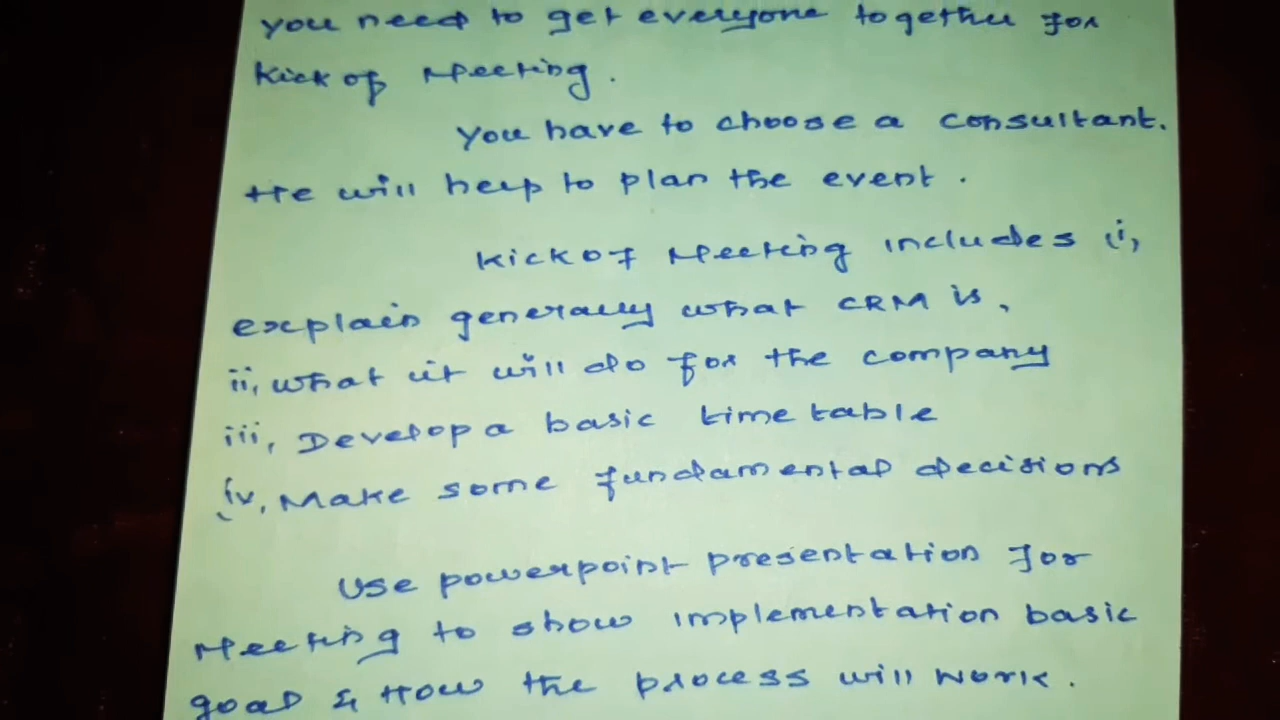 you need to get everyone together for
Kick of Meeting.
You have to choose a consultant.
He will help to plan the event.
Kick of Meeting includes (i,
explain generally what CRM is,
ii, what it will do for the company
iii, Develop a basic time table
iv, Make some fundamental decisions
Use powerpoint presentation for
Meeting to show implementation basic
goal & How the process will work.